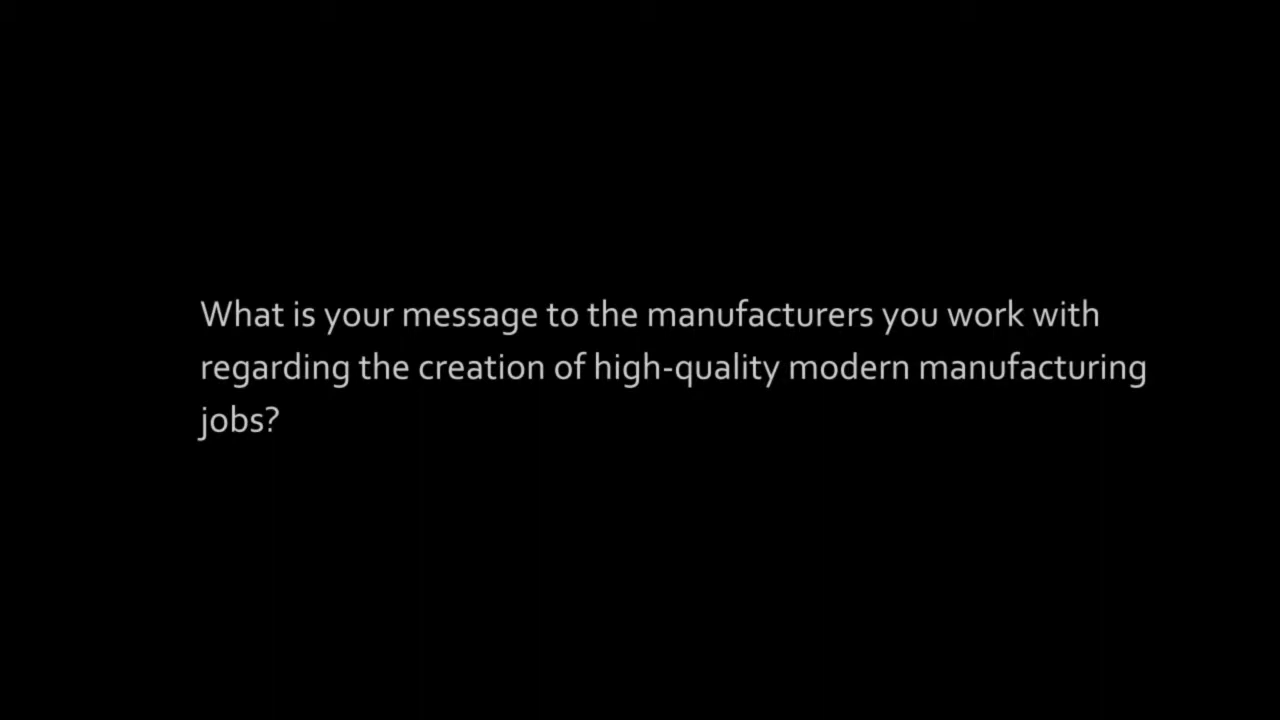 What is your message to the manufacturers you work with
regarding the creation of high-quality modern manufacturing
jobs?